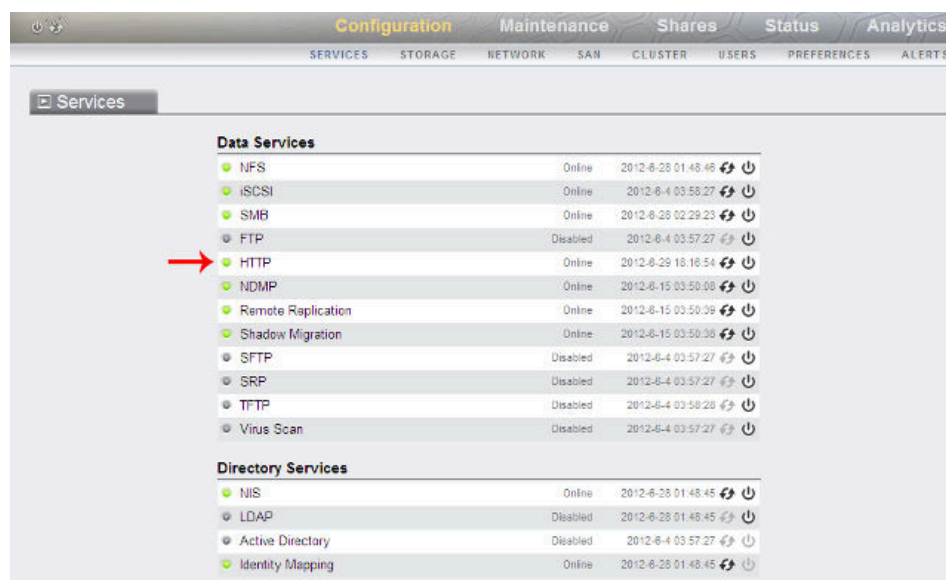 Configuration Maintenance Shares Status Analytics
SERVICES STORAGE NETWORK SAN CLUSTER USERS PREFERENCES ALERTS
Services
Data Services
NFS Online 2012-6-28 01:48:46
iSCSI Online 2012-6-4 03:58:27
SMB Online 2012-6-28 02:29:23
FTP Disabled 2012-6-4 03:57:27
HTTP Online 2012-6-29 18:16:54
NDMP Online 2012-6-15 03:50:08
Remote Replication Online 2012-6-15 03:50:39
Shadow Migration Online 2012-6-15 03:50:38
SFTP Disabled 2012-6-4 03:57:27
SRP Disabled 2012-6-4 03:57:27
TFTP Disabled 2012-6-4 03:58:28
Virus Scan Disabled 2012-6-4 03:57:27
Directory Services
NIS Online 2012-6-28 01:48:45
LDAP Disabled 2012-6-28 01:48:45
Active Directory Disabled 2012-6-4 03:57:27
Identity Mapping Online 2012-6-28 01:48:45